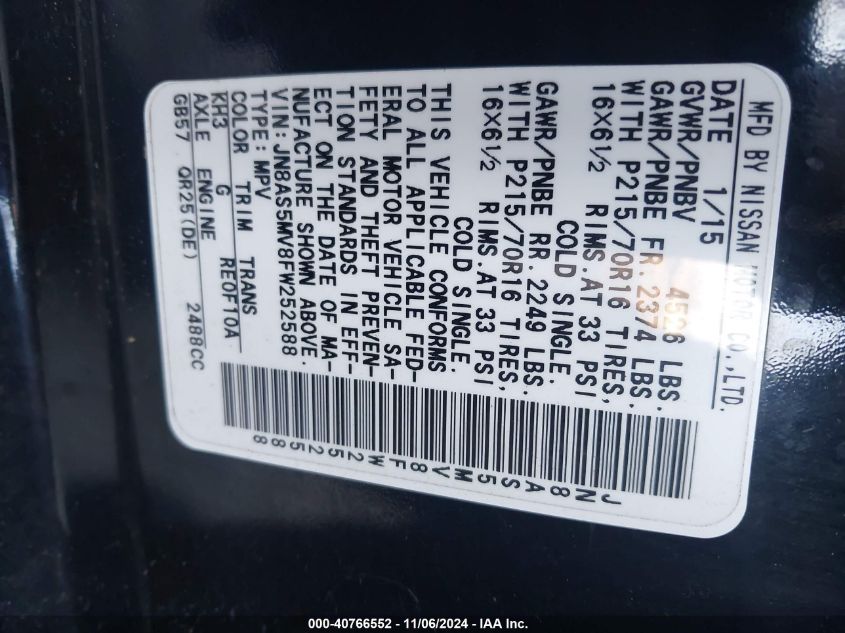 MFD BY NISSAN MOTOR CO.,LTD.
DATE 1/15
GVWR/PNBV 4526 LBS.
GAWR/PNBE FR. 2374 LBS.
WITH P215/70R16 TIRES,
16X6 1/2 RIMS.AT 33 PSI
COLD SINGLE.
GAWR/PNBE RR. 2249 LBS.
WITH P215/70R16 TIRES,
16X6 1/2 RIMS AT 33 PSI
COLD SINGLE.
THIS VEHICLE CONFORMS
TO ALL APPLICABLE FED-
ERAL MOTOR VEHICLE SA-
FETY AND THEFT PREVEN-
TION STANDARDS IN EFF-
ECT ON THE DATE OF MA-
NUFACTURE SHOWN ABOVE.
VIN: JN8AS5MV8FW252588
TYPE: MPV
COLOR TRIM TRANS
KH3 G RE0F10A
AXLE ENGINE
GB57 QR25(DE) 2488CC
JN8AS5MV8FW252588
000-40766552 - 11/06/2024 - IAA Inc.